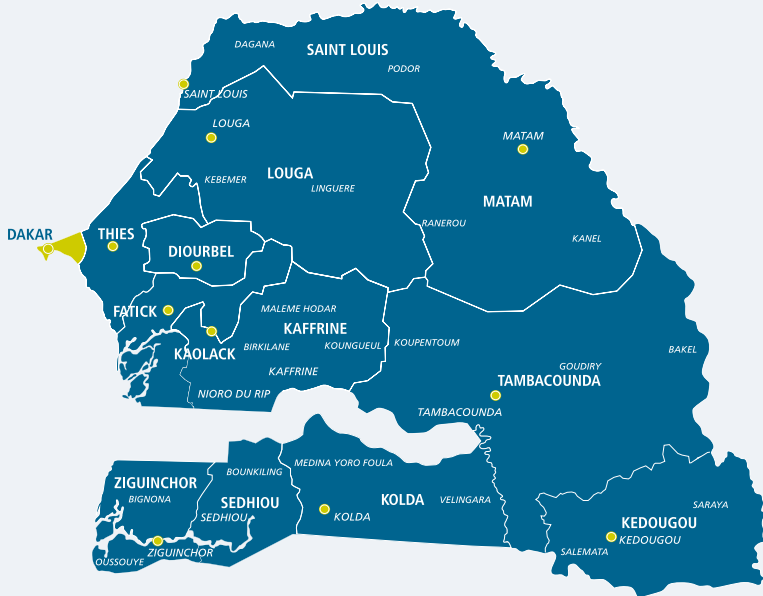 DAGANA
SAINT LOUIS
PODOR
SAINT LOUIS
LOUGA
MATAM
KEBEMER
LOUGA
LINGUERE
MATAM
RANEROU
KANEL
DAKAR
THIES
DIOURBEL
FATICK
MALEME HODAR
KAFFRINE
KAOLACK
BIRKILANE
KOUNGUEUL
KOUPENTOUM
BAKEL
GOUDIRY
KAFFRINE
TAMBACOUNDA
NIORO DU RIP
TAMBACOUNDA
MEDINA YORO FOULA
BOUNKILING
ZIGUINCHOR
BIGNONA
SEDHIOU
KOLDA
VELINGARA
SARAYA
SEDHIOU
KOLDA
KEDOUGOU
KEDOUGOU
ZIGUINCHOR
SALEMATA
OUSSOUYE